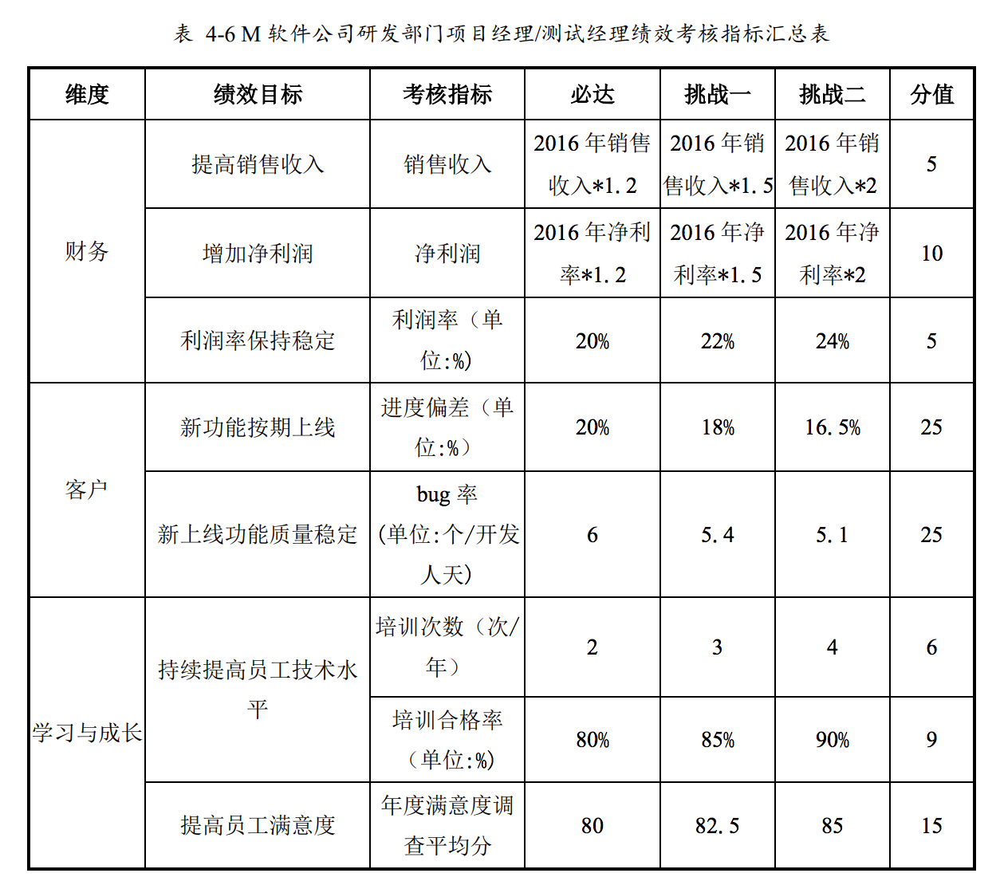 表 4-6 M 软件公司研发部门项目经理/测试经理绩效考核指标汇总表
维度 绩效目标 考核指标 必达 挑战一 挑战二 分值
财务
提高销售收入
销售收入
2016 年销售
收入*1.2
2016 年销
售收入*1.5
2016 年销
售收入*2
5
增加净利润
净利润
2016 年净利
率*1.2
2016 年净
利率*1.5
2016 年净
利率*2
10
利润率保持稳定
利润率（单
位:%)
20%
22%
24%
5
客户
新功能按期上线
进度偏差（单
位:%）
20%
18%
16.5%
25
新上线功能质量稳定
bug 率
(单位:个/开发
人天)
6
5.4
5.1
25
学习与成长
持续提高员工技术水
平
培训次数（次/
年）
2
3
4
6
培训合格率
（单位:%)
80%
85%
90%
9
提高员工满意度
年度满意度调
查平均分
80
82.5
85
15